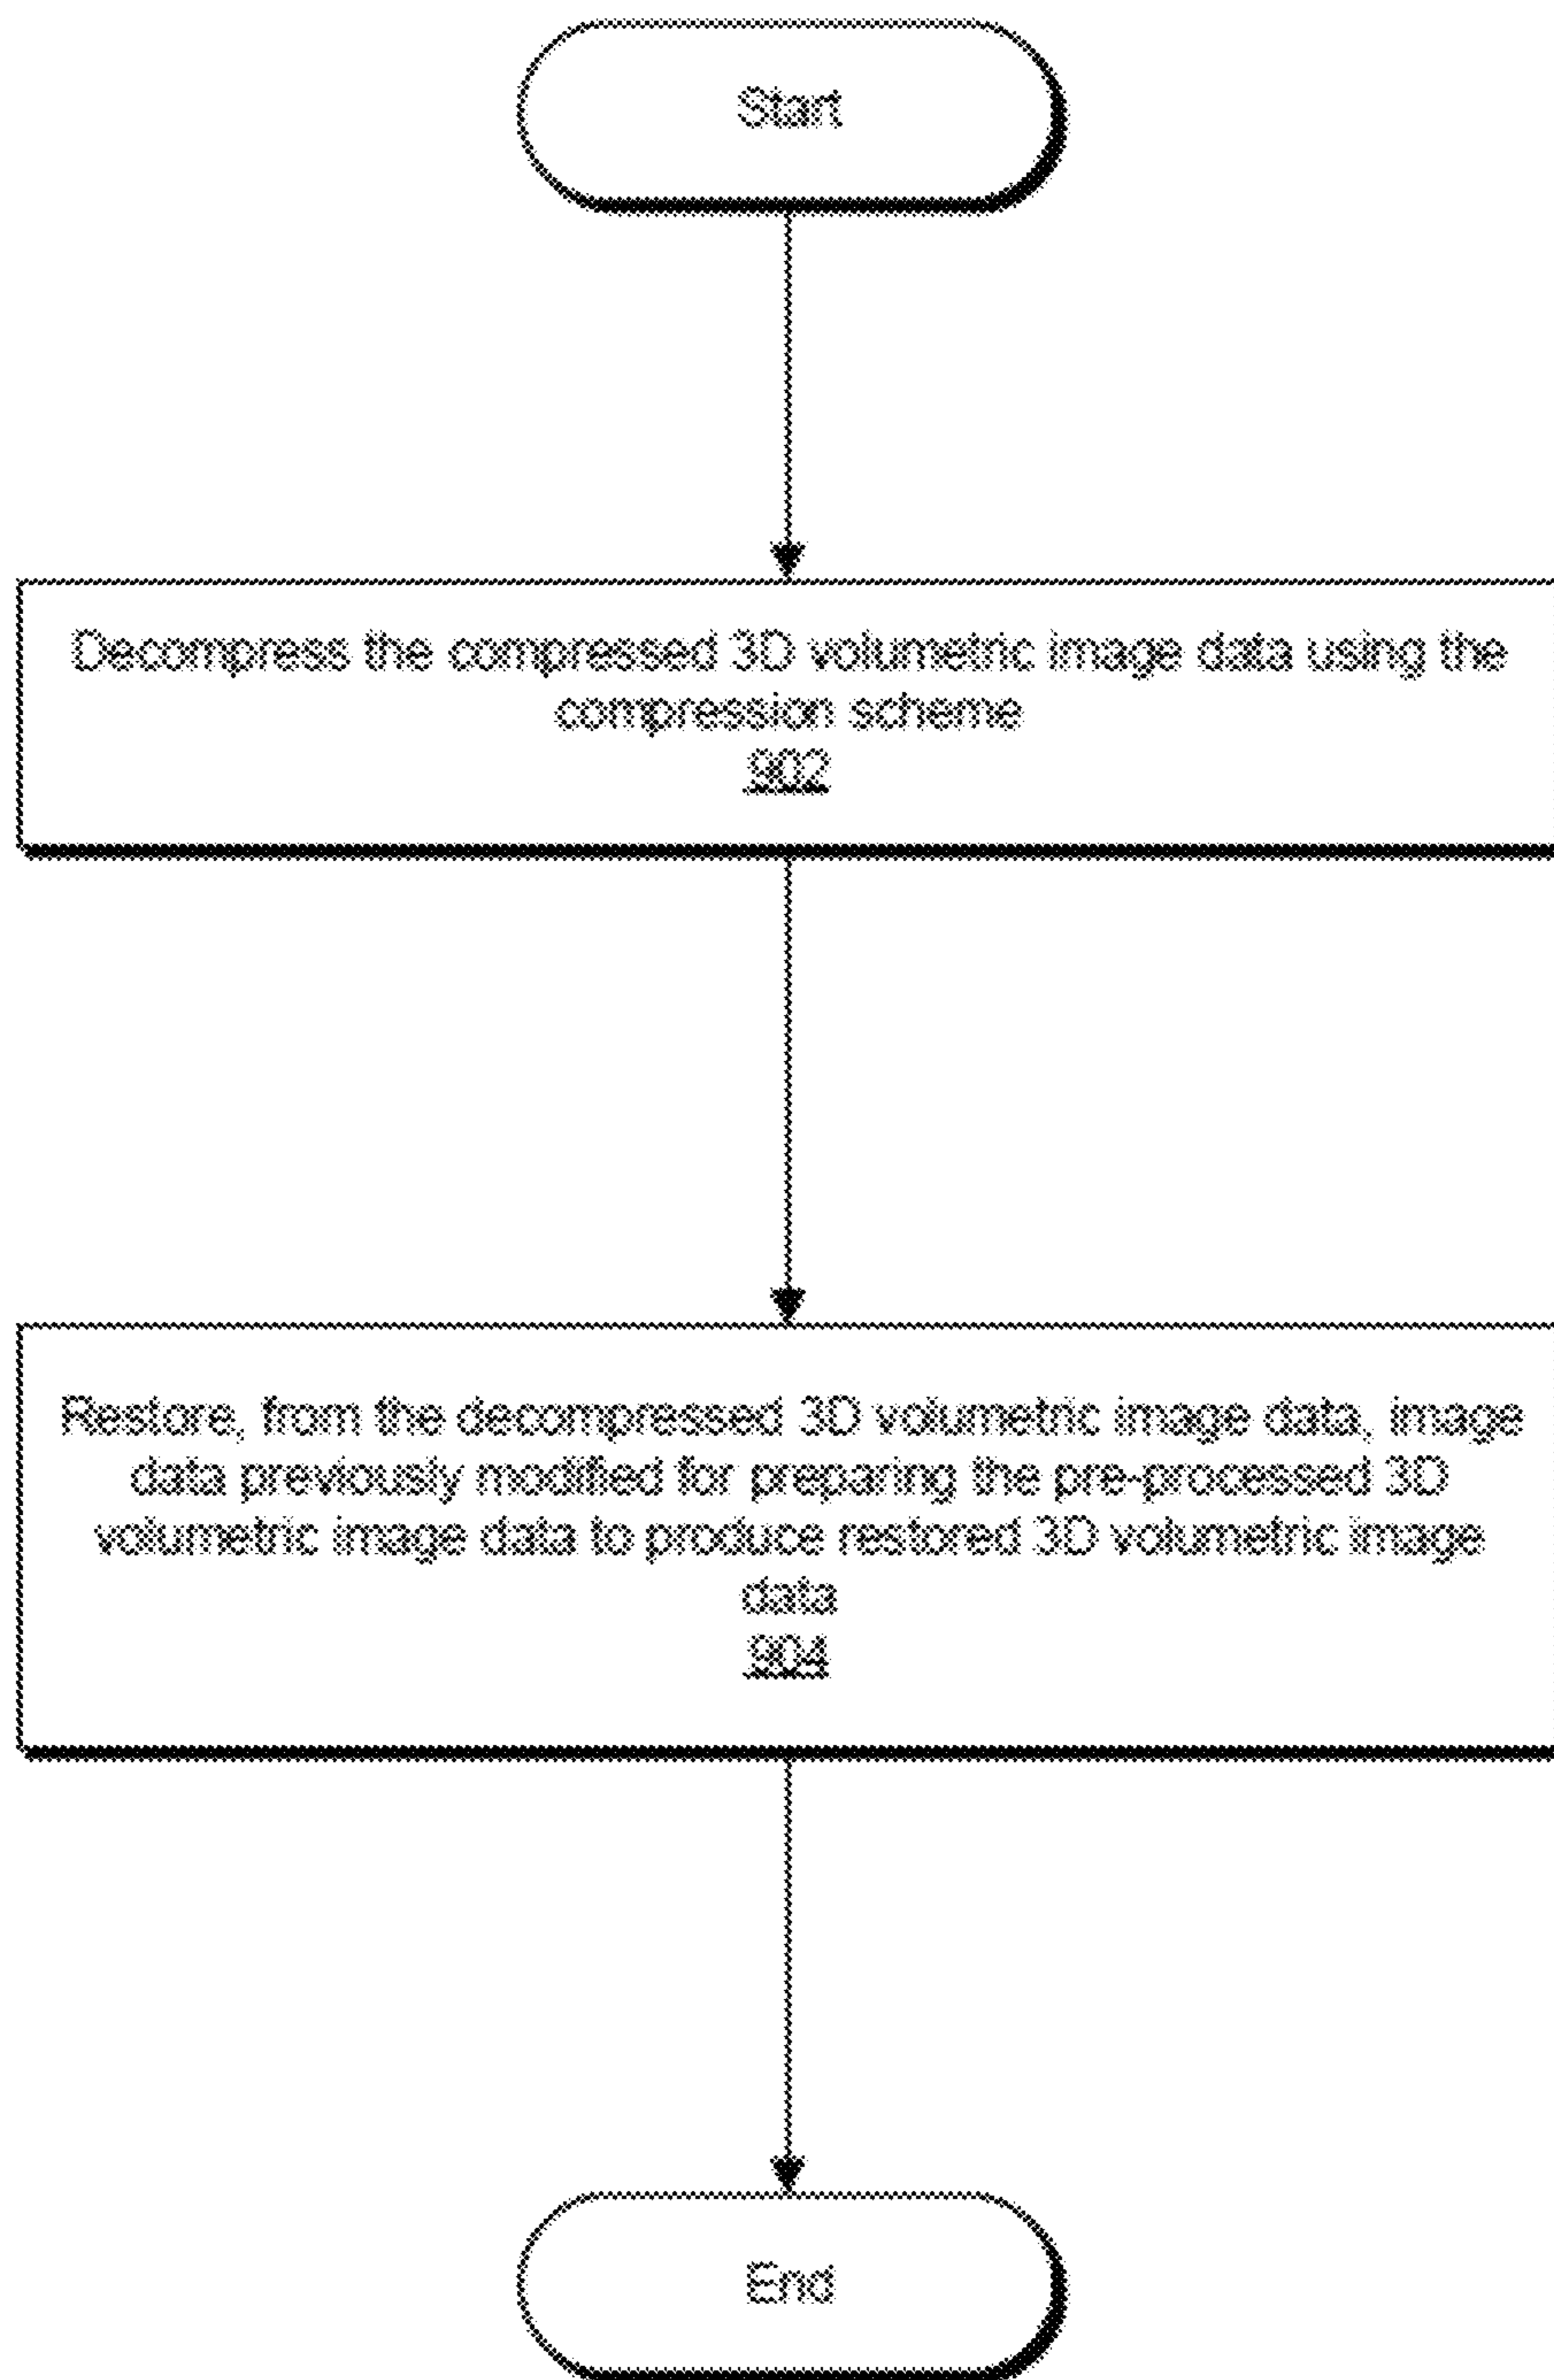 Start
Decompress the compressed 3D volumetric image data using the
compression scheme
902
Restore, from the decompressed 3D volumetric image data, image
data previously modified for preparing the pre-processed 3D
volumetric image data to produce restored 3D volumetric image
data
904
End